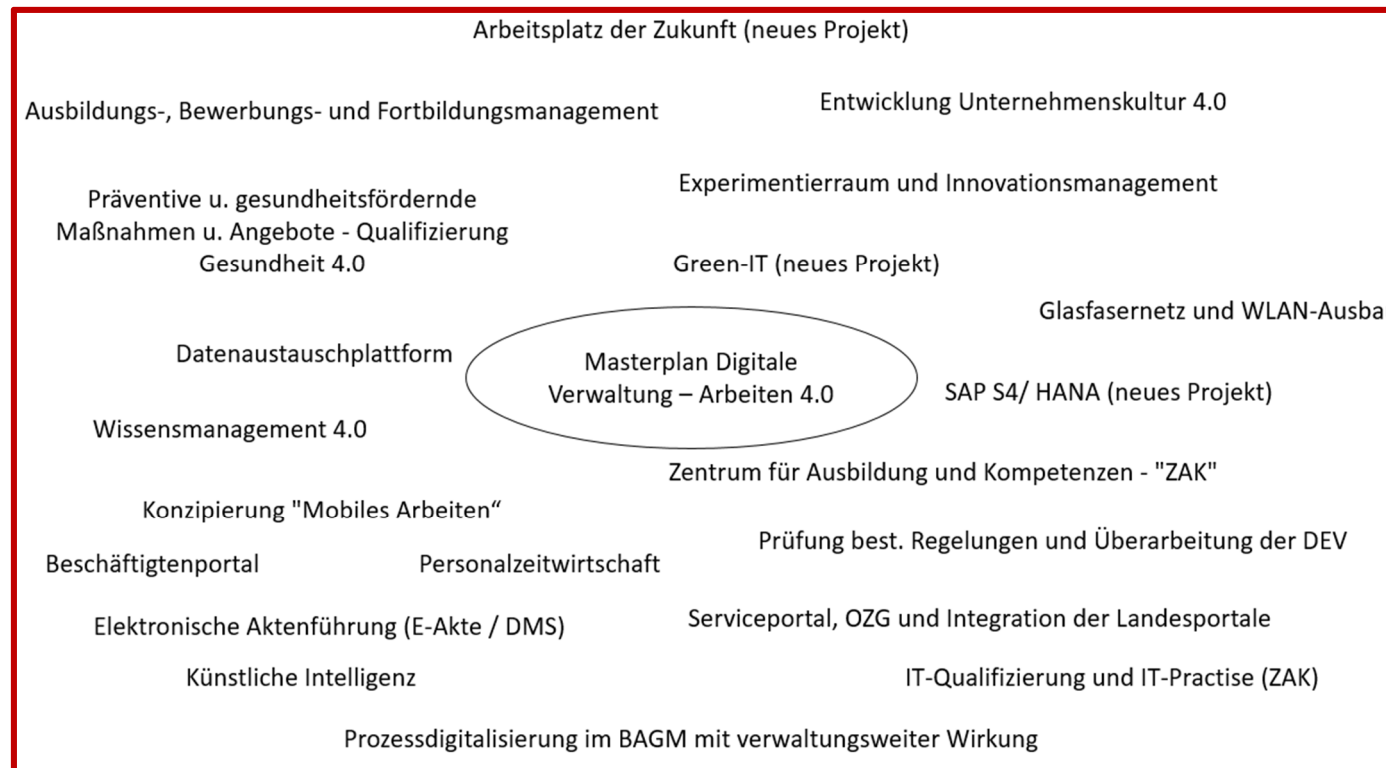 Arbeitsplatz der Zukunft (neues Projekt)
Ausbildungs-, Bewerbungs- und Fortbildungsmanagement
Entwicklung Unternehmenskultur 4.0
Präventive u. gesundheitsfördernde
Maßnahmen u. Angebote - Qualifizierung
Gesundheit 4.0
Experimentierraum und Innovationsmanagement
Green-IT (neues Projekt)
Glasfasernetz und WLAN-Ausba
Datenaustauschplattform
Masterplan Digitale
Verwaltung – Arbeiten 4.0
SAP S4/ HANA (neues Projekt)
Wissensmanagement 4.0
Zentrum für Ausbildung und Kompetenzen - "ZAK"
Konzipierung "Mobiles Arbeiten“
Prüfung best. Regelungen und Überarbeitung der DEV
Beschäftigtenportal
Personalzeitwirtschaft
Elektronische Aktenführung (E-Akte / DMS)
Serviceportal, OZG und Integration der Landesportale
Künstliche Intelligenz
IT-Qualifizierung und IT-Practise (ZAK)
Prozessdigitalisierung im BAGM mit verwaltungsweiter Wirkung